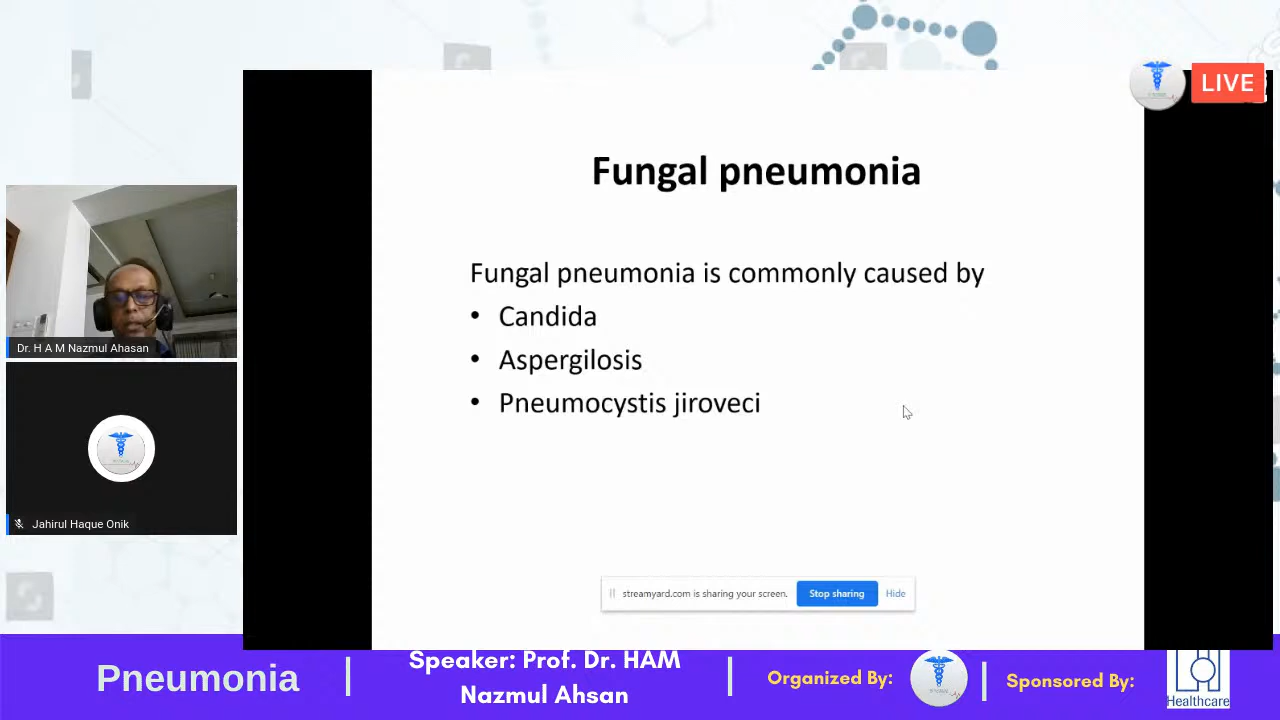 LIVE
Fungal pneumonia
Fungal pneumonia is commonly caused by
• Candida
• Aspergilosis
• Pneumocystis jiroveci
Dr. H A M Nazmul Ahasan
Jahirul Haque Onik
streamyard.com is sharing your screen.
Stop sharing
Hide
Pneumonia
Speaker: Prof. Dr. HAM
Nazmul Ahsan
Organized By:
Sponsored By:
Healthcare